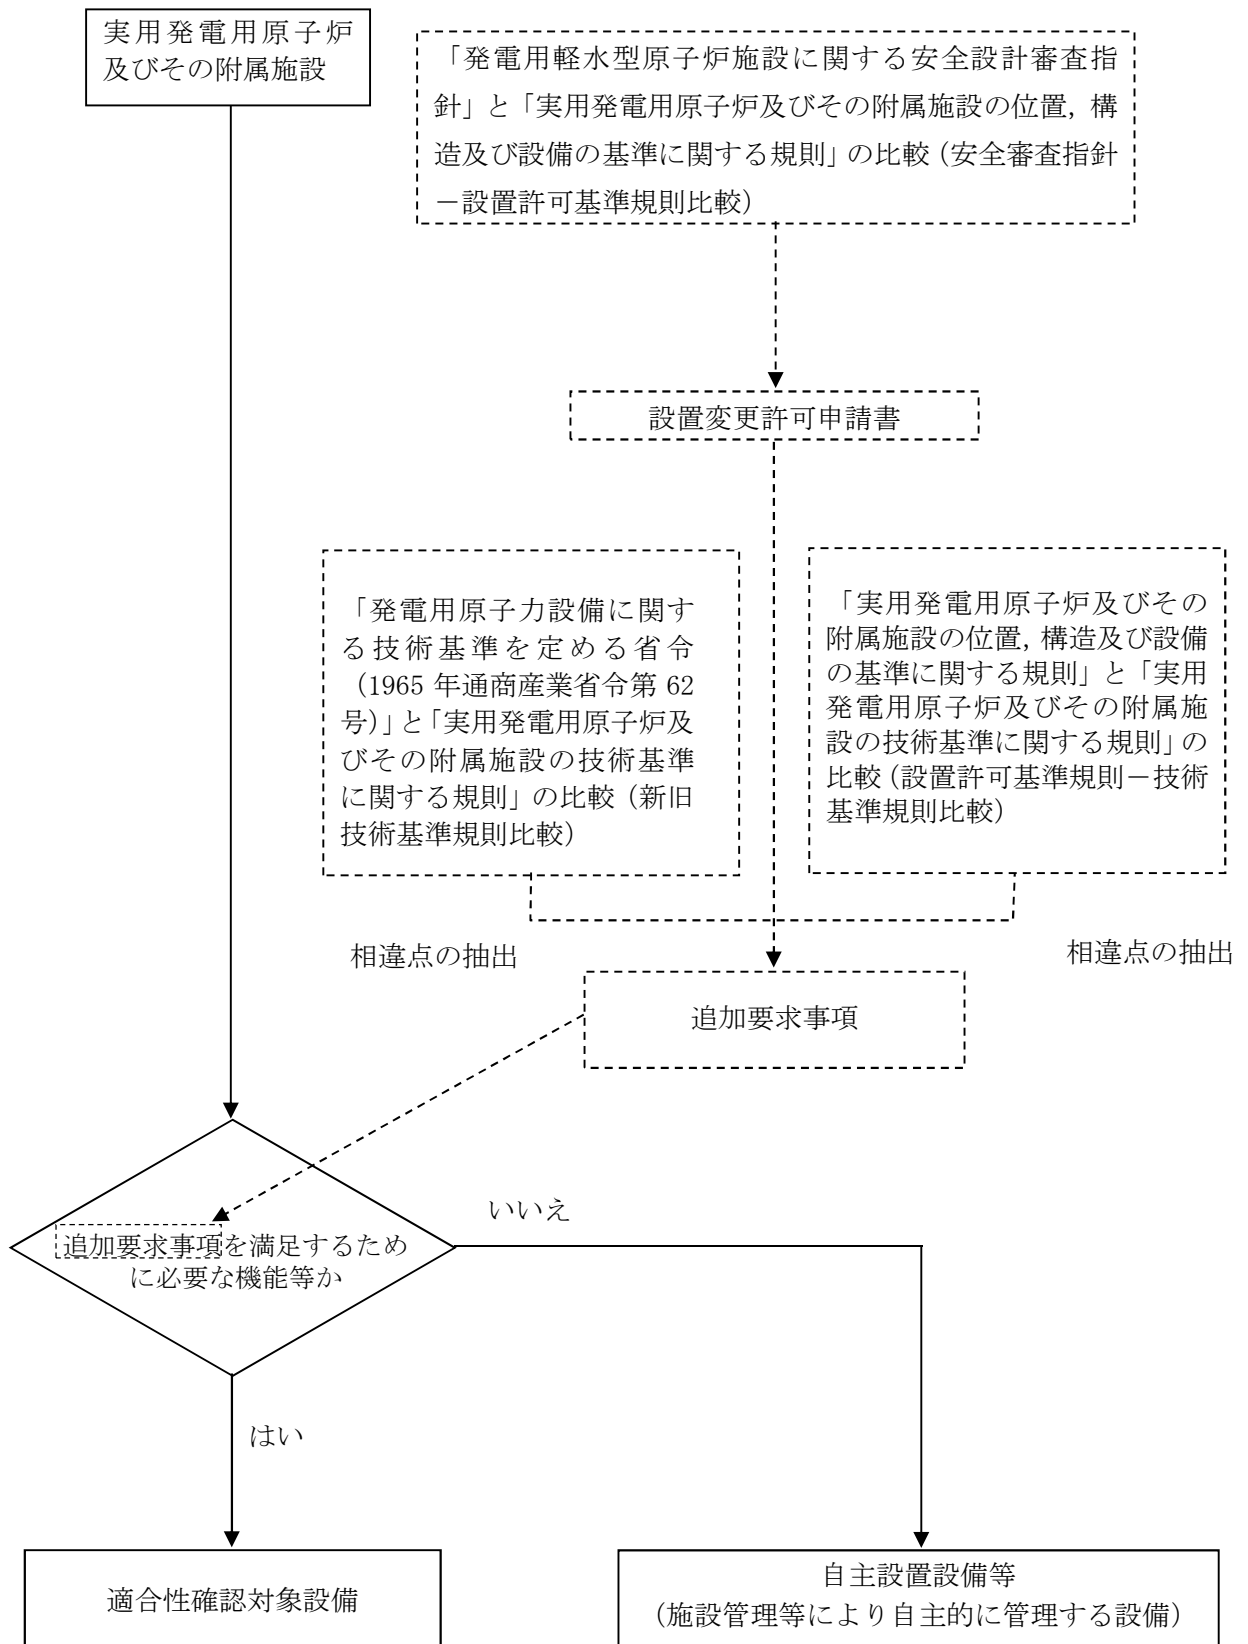 実用発電用原子炉
及びその附属施設
「発電用軽水型原子炉施設に関する安全設計審査指
針」と「実用発電用原子炉及びその附属施設の位置，構
造及び設備の基準に関する規則」の比較（安全審査指針
－設置許可基準規則比較）
設置変更許可申請書
「発電用原子力設備に関す
る技術基準を定める省令
（1965 年通商産業省令第 62
号）」と「実用発電用原子炉及
びその附属施設の技術基準
に関する規則」の比較（新旧
技術基準規則比較）
「実用発電用原子炉及びその
附属施設の位置，構造及び設備
の基準に関する規則」と「実用
発電用原子炉及びその附属施
設の技術基準に関する規則」の
比較（設置許可基準規則－技術
基準規則比較）
相違点の抽出
相違点の抽出
追加要求事項
追加要求事項を満足するため
に必要な機能等か
いいえ
はい
適合性確認対象設備
自主設置設備等
（施設管理等により自主的に管理する設備）